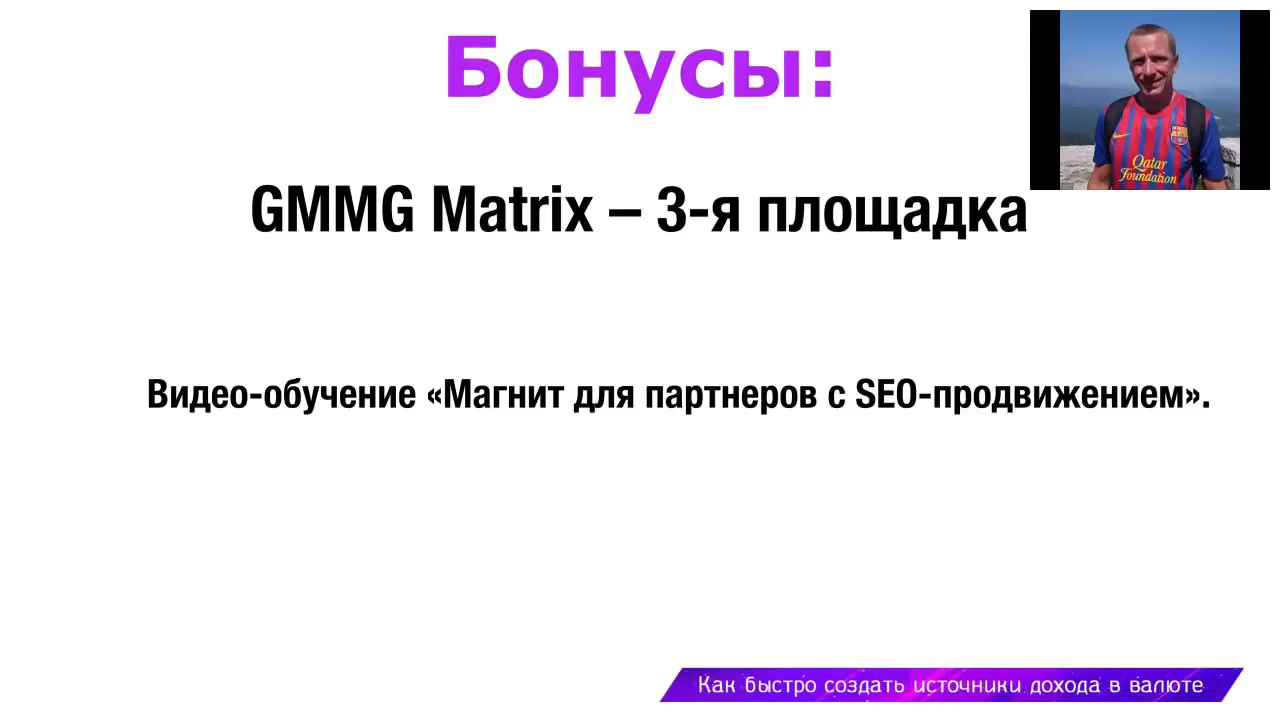 Бонусы:
Qatar
Foundation
GMMG Matrix – 3-я площадка
Видео-обучение «Магнит для партнеров с SEO-продвижением».
Как быстро создать источники дохода в валюте